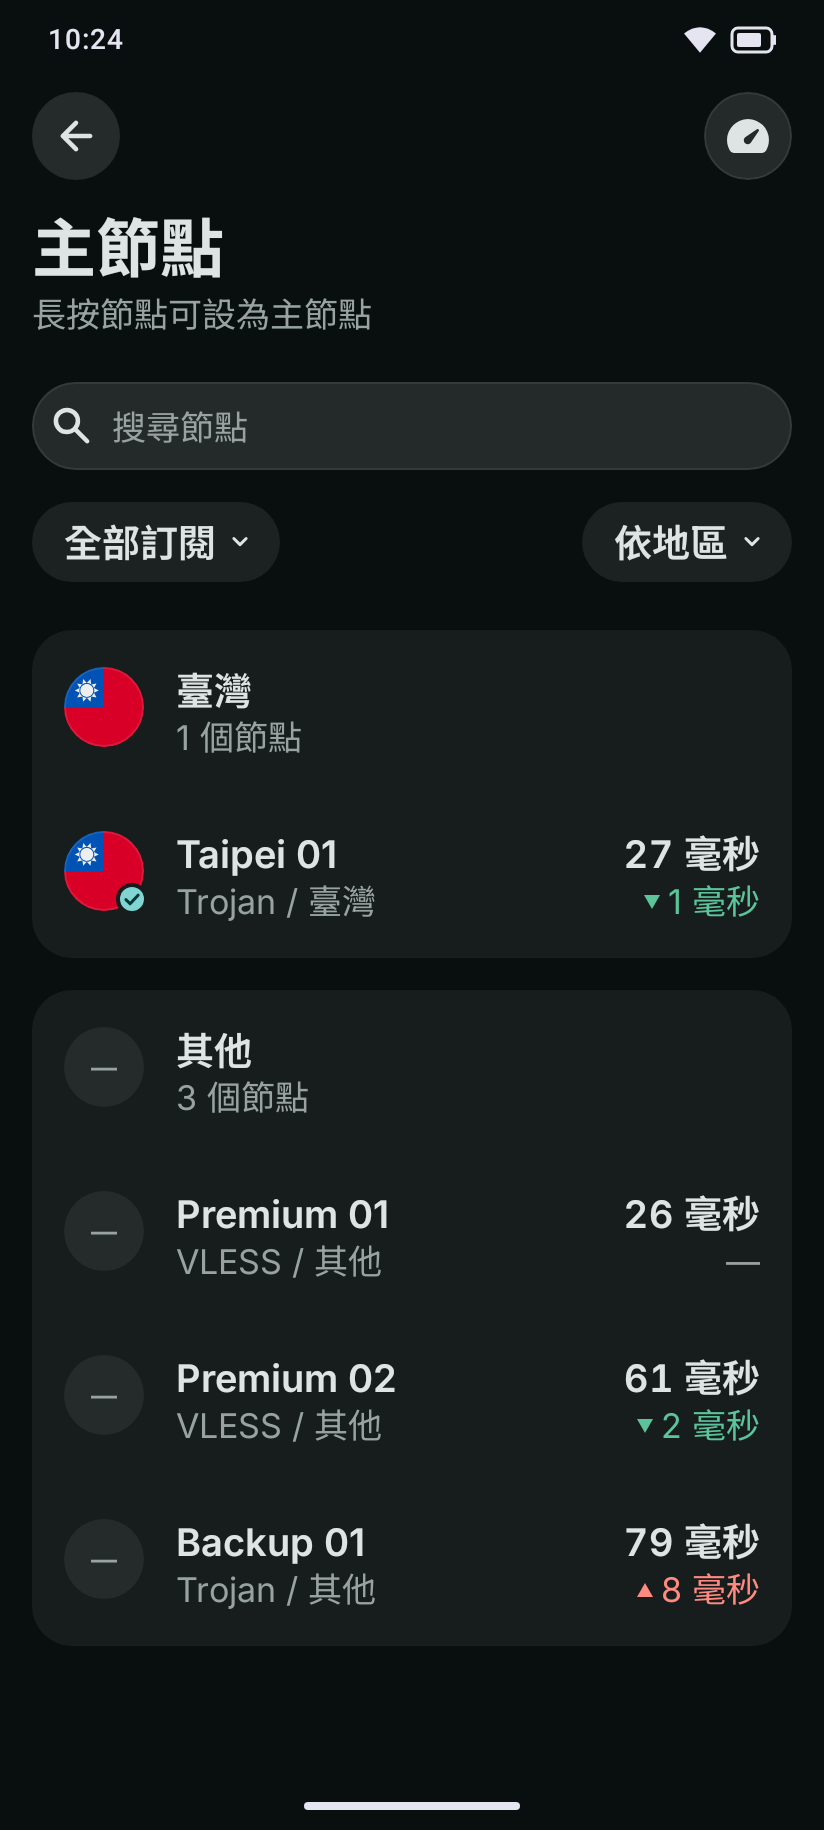 10:24
主節點
長按節點可設為主節點
搜尋節點
全部訂閱
依地區
臺灣
1 個節點
Taipei 01
27 毫秒
Trojan / 臺灣
▼1 毫秒
—
其他
3 個節點
—
Premium 01
26 毫秒
VLESS / 其他
—
—
Premium 02
61 毫秒
VLESS / 其他
▼2 毫秒
—
Backup 01
79 毫秒
Trojan / 其他
▲8 毫秒